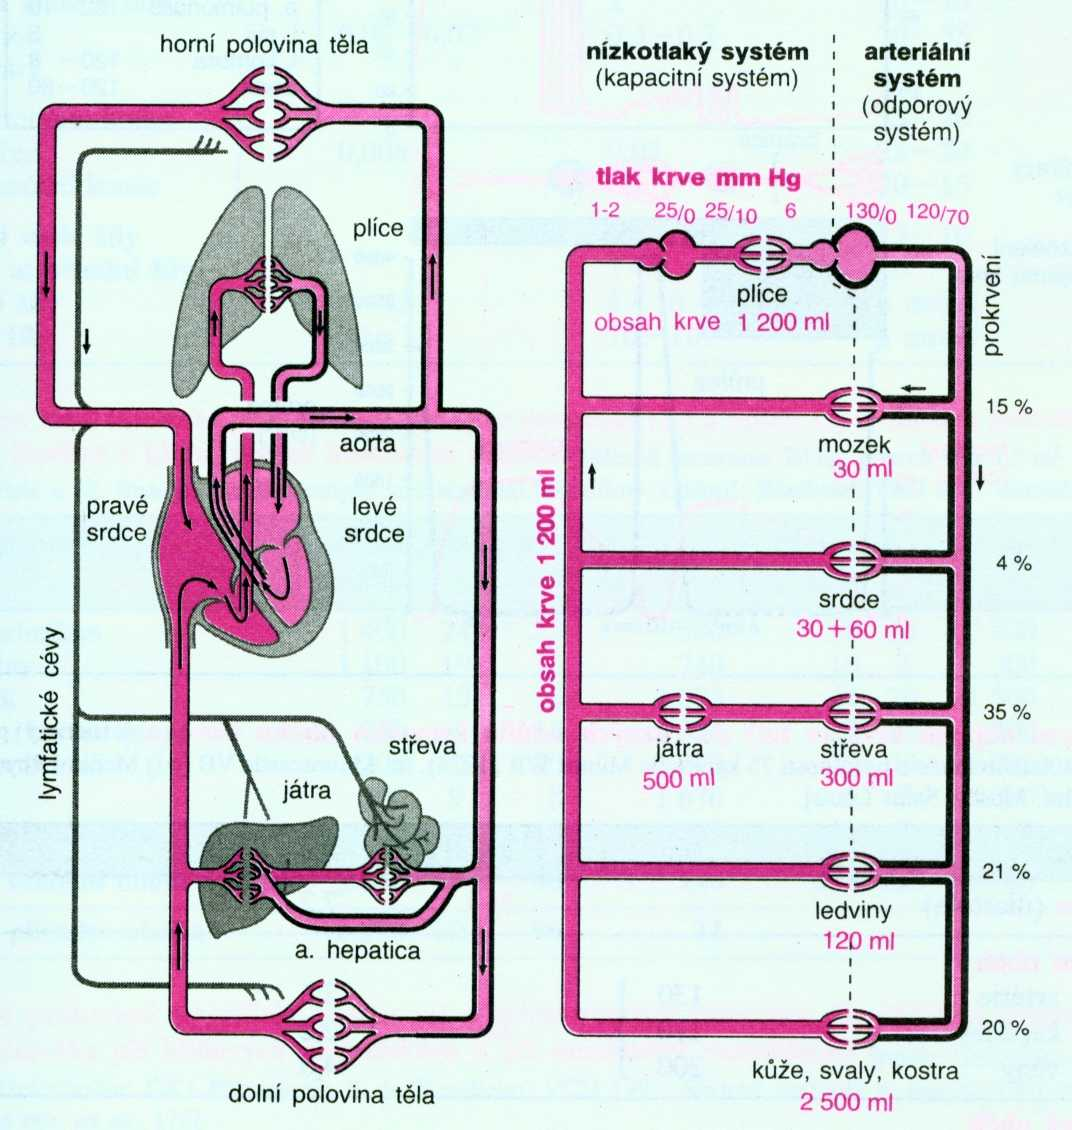 horní polovina těla
plíce
aorta
pravé
srdce
levé
srdce
lymfatické cévy
střeva
játra
a. hepatica
dolní polovina těla
nízkotlaký systém
(kapacitní systém)
arteriální
systém
(odporový
systém)
tlak krve mm Hg
1-2 25/0 25/10 6 130/0 120/70
plíce
obsah krve 1 200 ml
prokrvení
15 %
mozek
30 ml
obsah krve 1 200 ml
4 %
srdce
30 + 60 ml
35 %
játra
500 ml
střeva
300 ml
21 %
ledviny
120 ml
20 %
kůže, svaly, kostra
2 500 ml